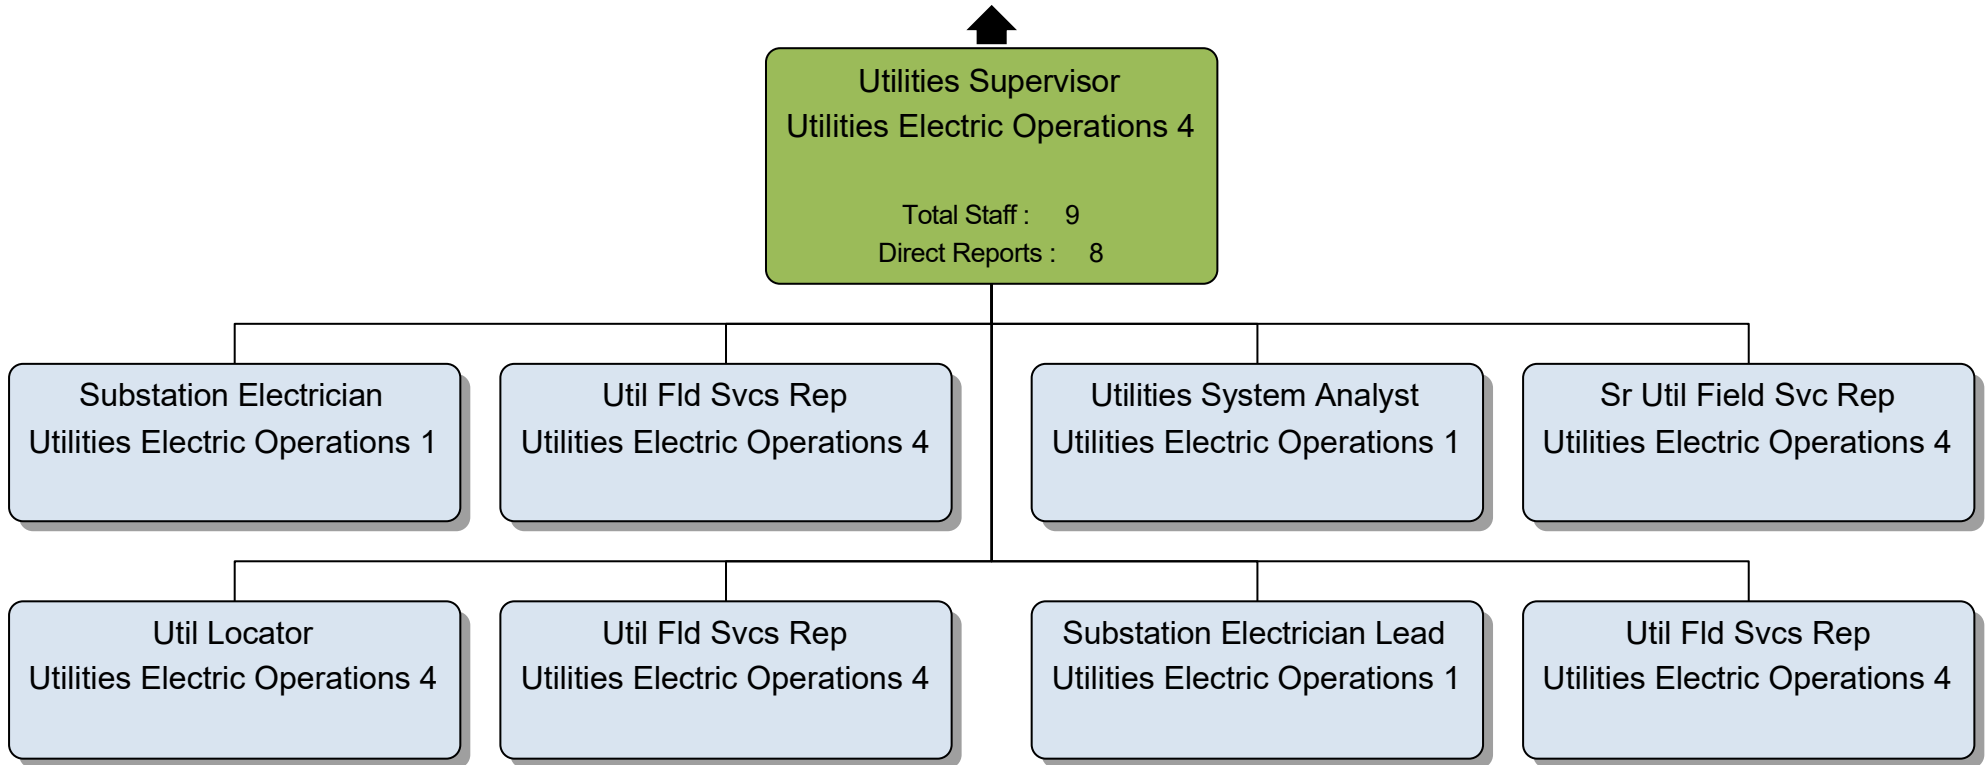 Utilities Supervisor
Utilities Electric Operations 4
Total Staff : 9
Direct Reports : 8
Substation Electrician
Utilities Electric Operations 1
Util Fld Svcs Rep
Utilities Electric Operations 4
Utilities System Analyst
Utilities Electric Operations 1
Sr Util Field Svc Rep
Utilities Electric Operations 4
Util Locator
Utilities Electric Operations 4
Util Fld Svcs Rep
Utilities Electric Operations 4
Substation Electrician Lead
Utilities Electric Operations 1
Util Fld Svcs Rep
Utilities Electric Operations 4